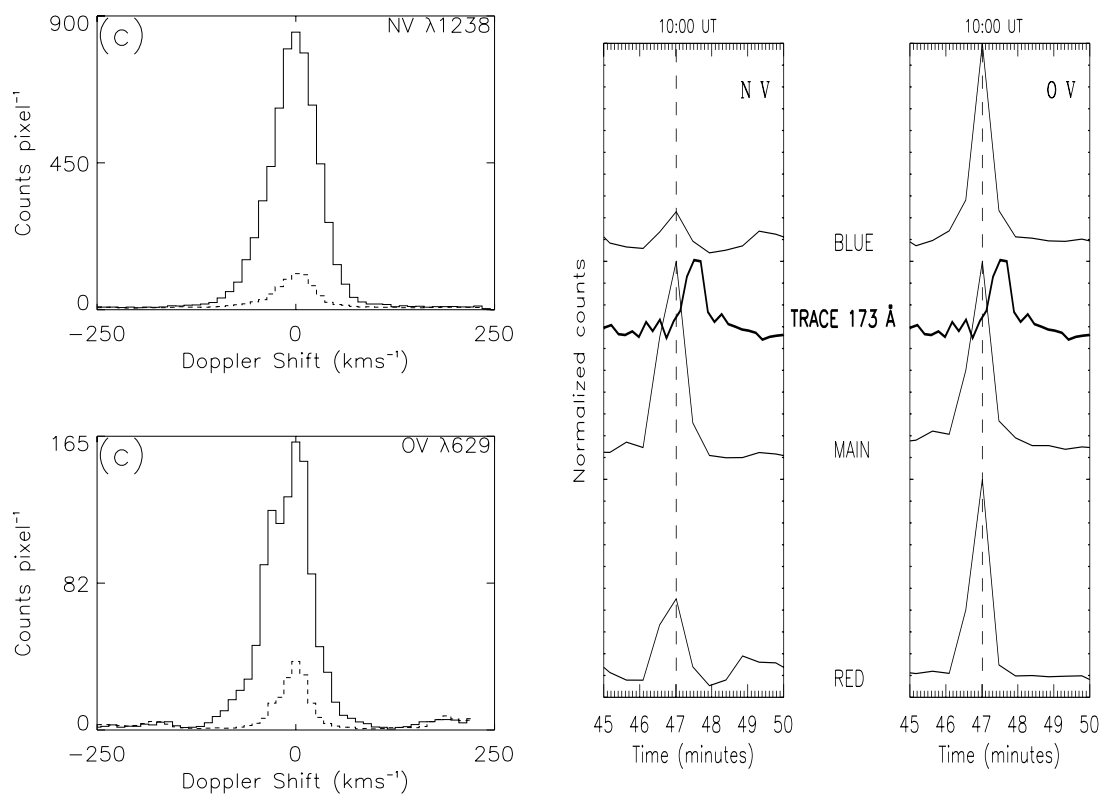 900
(c)
NV λ1238
450
0
Counts pixel⁻¹
−250
0
250
Doppler Shift (kms⁻¹)
165
(c)
OV λ629
82
0
Counts pixel⁻¹
−250
0
250
Doppler Shift (kms⁻¹)
10:00 UT
N V
Normalized counts
45 46 47 48 49 50
Time (minutes)
BLUE
TRACE 173 Å
MAIN
RED
10:00 UT
O V
45 46 47 48 49 50
Time (minutes)